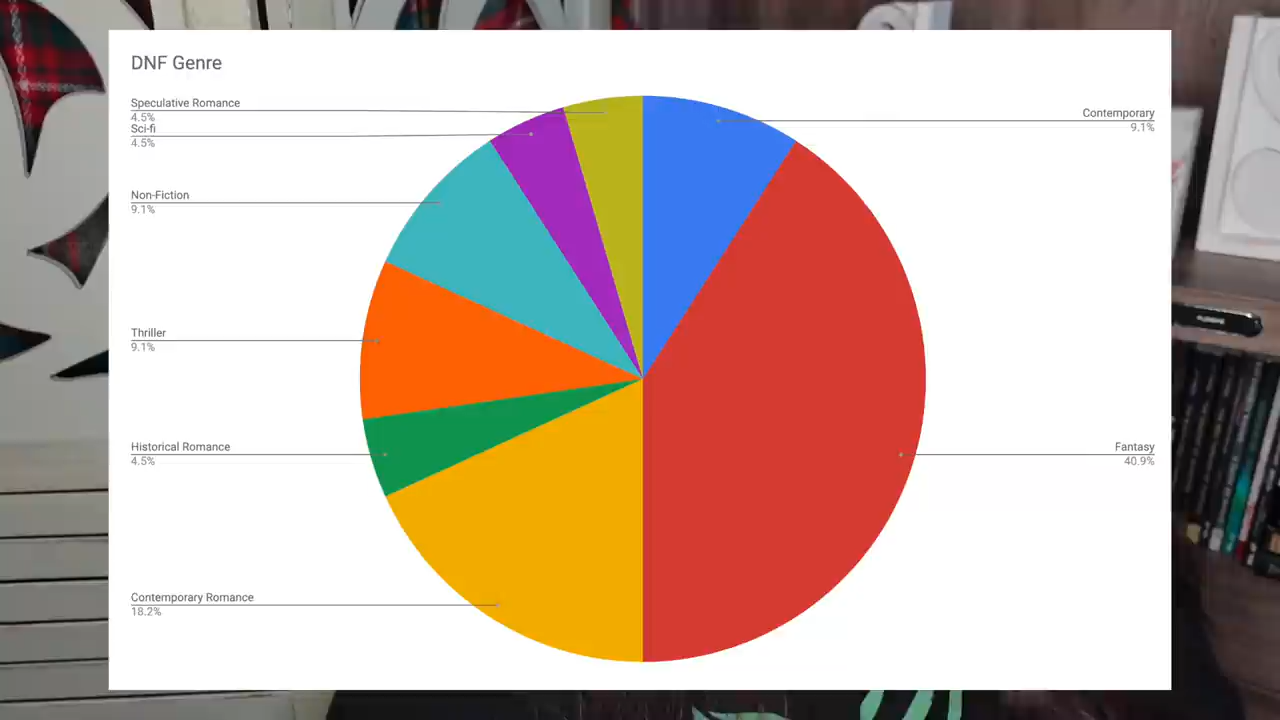 DNF Genre
Speculative Romance
4.5%
Sci-fi
4.5%
Non-Fiction
9.1%
Thriller
9.1%
Historical Romance
4.5%
Contemporary Romance
18.2%
Contemporary
9.1%
Fantasy
40.9%